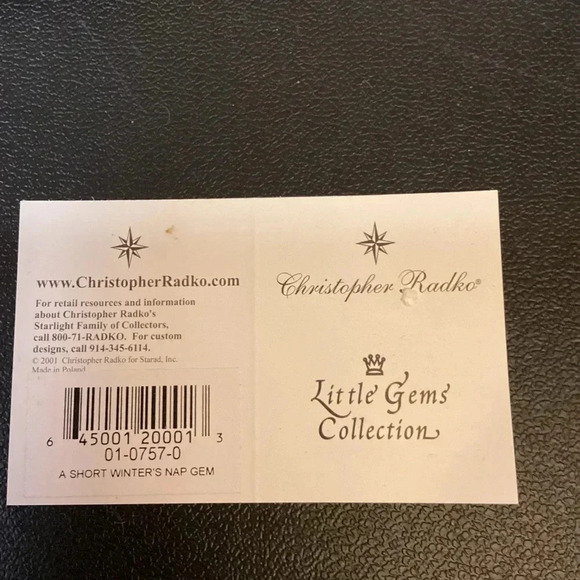 www.ChristopherRadko.com
For retail resources and information
about Christopher Radko's
Starlight Family of Collectors,
call 800-71-RADKO. For custom
designs, call 914-345-6114.
© 2001 Christopher Radko for Starad, Inc.
Made in Poland
6 45001 20001 3
01-0757-0
A SHORT WINTER'S NAP GEM
Christopher Radko®
Little Gems
Collection